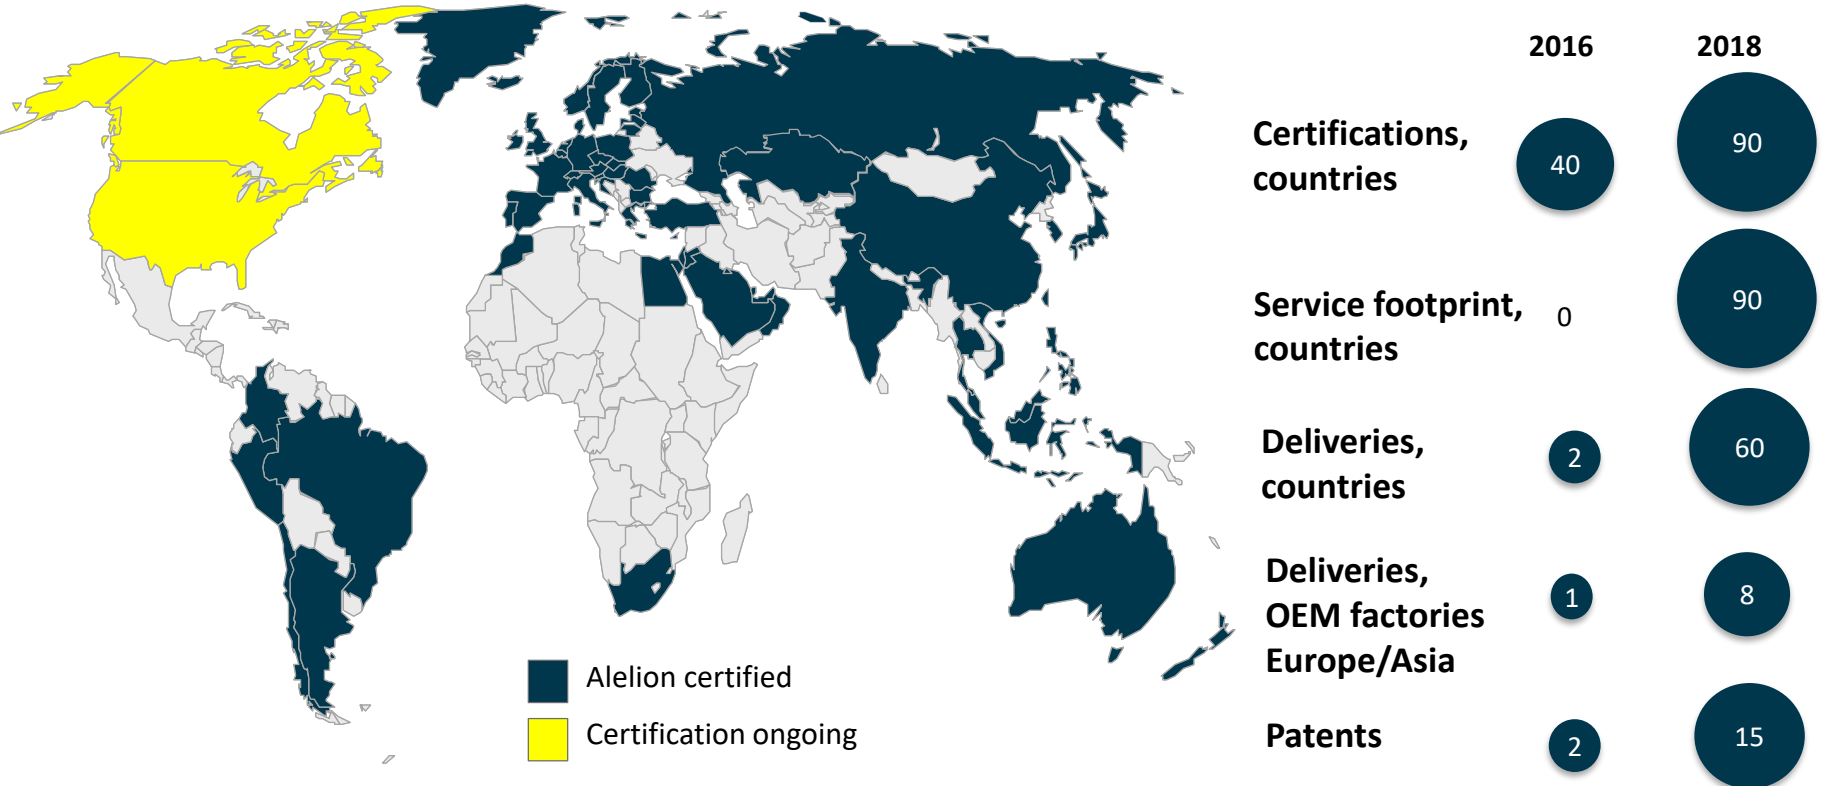 2016 2018
Certifications,
countries
40 90
Service footprint,
countries
0 90
Deliveries,
countries
2 60
Deliveries,
OEM factories
Europe/Asia
1 8
Patents
2 15
Alelion certified
Certification ongoing